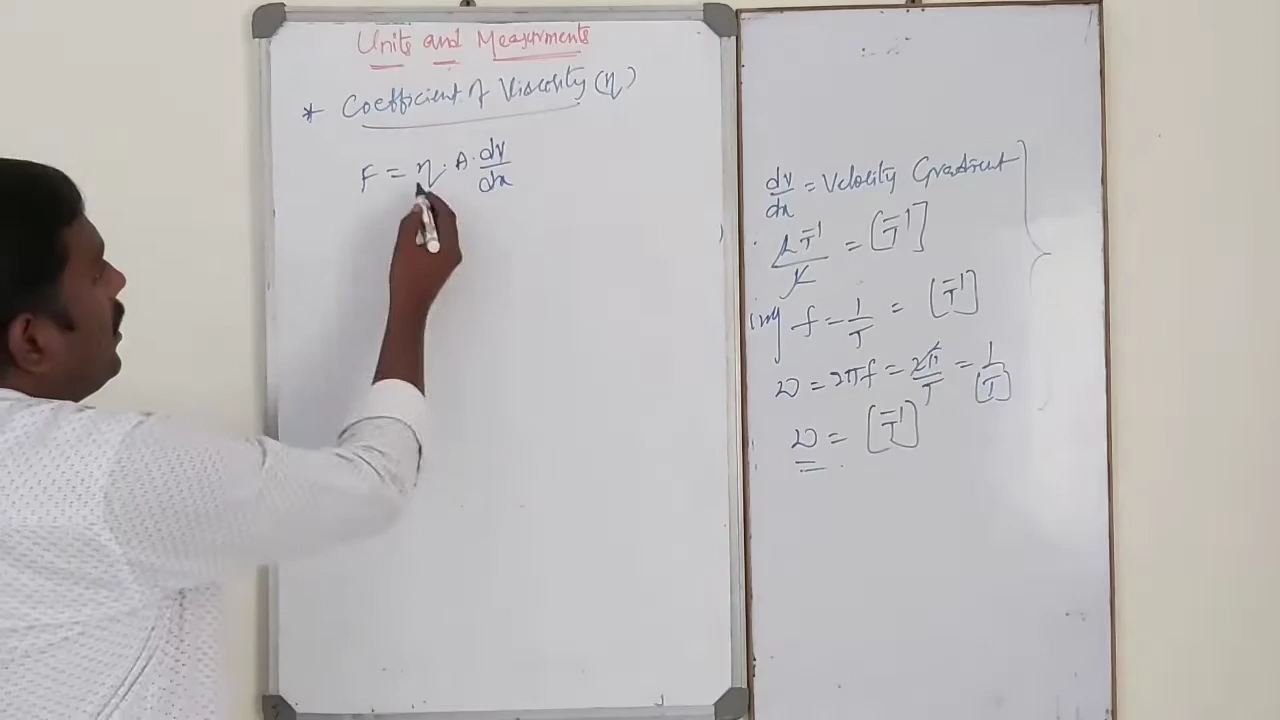 Units and Measurments
* Coefficient of Viscosity (η)
F = η · A · dv/dx
dv/dx = Velocity Gradient
LT⁻¹/L = [T⁻¹]
f = 1/T = [T⁻¹]
ω = 2πf = 2π/T = 1/[T]
ω = [T⁻¹]